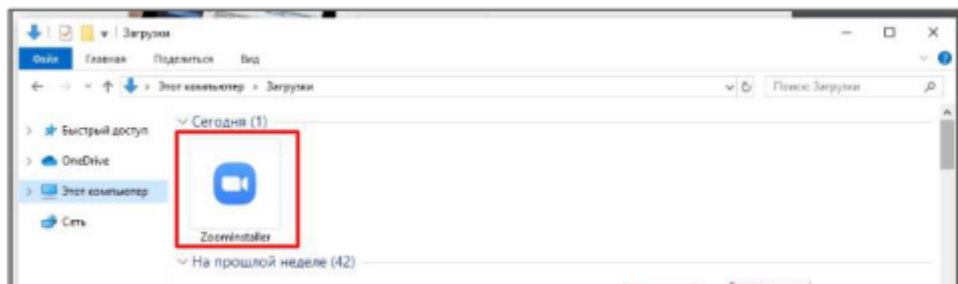 Загрузки
Файл Главная Поделиться Вид
Этот компьютер > Загрузки
Поиск: Загрузки
Сегодня (1)
Быстрый доступ
OneDrive
Этот компьютер
Сеть
ZoomInstaller
На прошлой неделе (42)